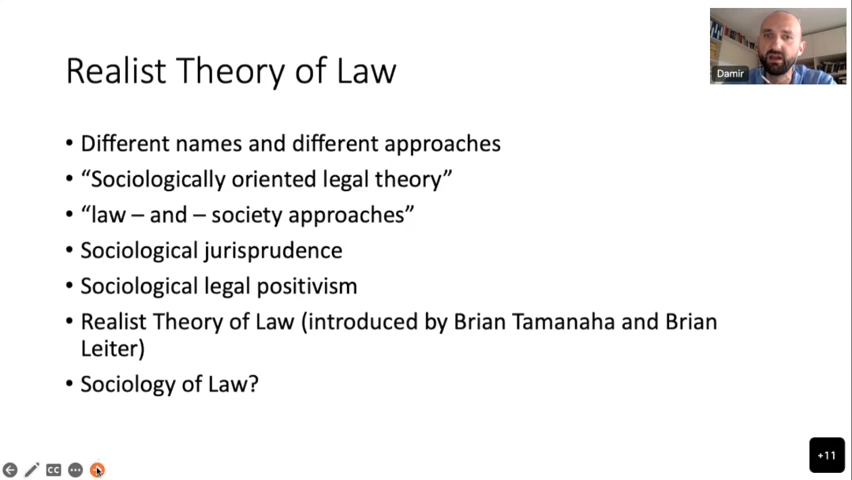 Realist Theory of Law
Damir
• Different names and different approaches
• “Sociologically oriented legal theory”
• “law – and – society approaches”
• Sociological jurisprudence
• Sociological legal positivism
• Realist Theory of Law (introduced by Brian Tamanaha and Brian
Leiter)
• Sociology of Law?
CC
+11